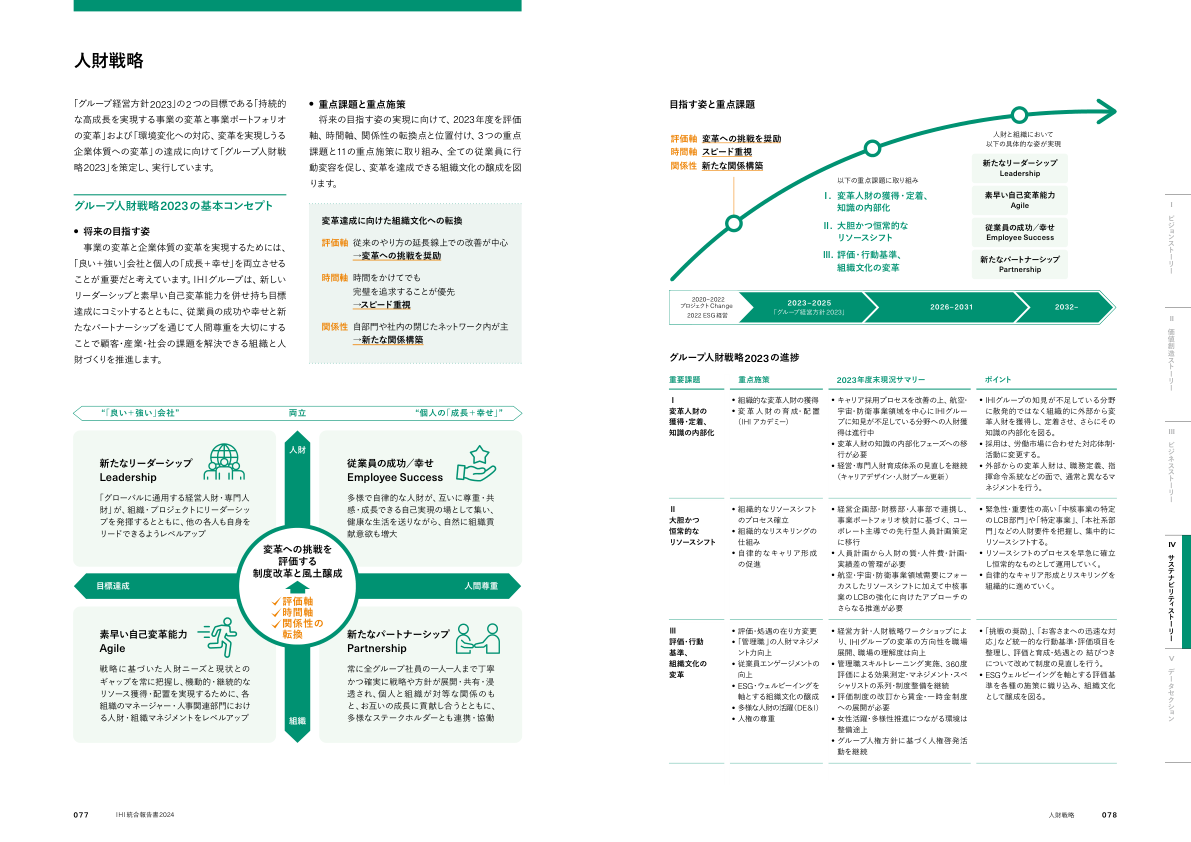 人財戦略
「グループ経営方針2023」の2つの目標である「持続的
な高成長を実現する事業の変革と事業ポートフォリオ
の変革」および「環境変化への対応、変革を実現しうる
企業体質への変革」の達成に向けて「グループ人財戦
略2023」を策定し、実行しています。
グループ人財戦略2023の基本コンセプト
• 将来の目指す姿
事業の変革と企業体質の変革を実現するためには、
「良い+強い」会社と個人の「成長+幸せ」を両立させる
ことが重要だと考えています。IHIグループは、新しい
リーダーシップと素早い自己変革能力を併せ持ち目標
達成にコミットするとともに、従業員の成功や幸せと新
たなパートナーシップを通じて人間尊重を大切にする
ことで顧客・産業・社会の課題を解決できる組織と人
財づくりを推進します。
• 重点課題と重点施策
将来の目指す姿の実現に向けて、2023年度を評価
軸、時間軸、関係性の転換点と位置付け、3つの重点
課題と11の重点施策に取り組み、全ての従業員に行
動変容を促し、変革を達成できる組織文化の醸成を図
ります。
変革達成に向けた組織文化への転換
評価軸 従来のやり方の延長線上での改善が中心
→変革への挑戦を奨励
時間軸 時間をかけてでも
完璧を追求することが優先
→スピード重視
関係性 自部門や社内の閉じたネットワーク内が主
→新たな関係構築
“「良い+強い」会社” 両立 “個人の「成長+幸せ」”
人財
新たなリーダーシップ
Leadership
「グローバルに通用する経営人財・専門人
財」が、組織・プロジェクトにリーダーシッ
プを発揮するとともに、他の各人も自身を
リードできるようレベルアップ
従業員の成功/幸せ
Employee Success
多様で自律的な人財が、互いに尊重・共
感・成長できる自己実現の場として集い、
健康な生活を送りながら、自然に組織貢
献意欲も増大
変革への挑戦を
評価する
制度改革と風土醸成
評価軸
時間軸
関係性の
転換
目標達成
人間尊重
素早い自己変革能力
Agile
戦略に基づいた人財ニーズと現状との
ギャップを常に把握し、機動的・継続的な
リソース獲得・配置を実現するために、各
組織のマネージャー・人事関連部門におけ
る人財・組織マネジメントをレベルアップ
新たなパートナーシップ
Partnership
常に全グループ社員の一人一人まで丁寧
かつ確実に戦略や方針が展開・共有・浸
透され、個人と組織が対等な関係のも
と、お互いの成長に貢献し合うとともに、
多様なステークホルダーとも連携・協働
組織
077 IHI統合報告書2024
目指す姿と重点課題
評価軸 変革への挑戦を奨励
時間軸 スピード重視
関係性 新たな関係構築
以下の重点課題に取り組み
I. 変革人財の獲得・定着、
知識の内部化
II. 大胆かつ恒常的な
リソースシフト
III. 評価・行動基準、
組織文化の変革
人財と組織において
以下の具体的な姿が実現
新たなリーダーシップ
Leadership
素早い自己変革能力
Agile
従業員の成功/幸せ
Employee Success
新たなパートナーシップ
Partnership
2020–2022
プロジェクトChange
2022 ESG経営
2023–2025
「グループ経営方針2023」
2026–2031
2032–
グループ人財戦略2023の進捗
重要課題 重点施策 2023年度末現況サマリー ポイント
I
変革人財の
獲得・定着、
知識の内部化
• 組織的な変革人財の獲得
• 変革人財の育成・配置
(IHI アカデミー)
• キャリア採用プロセスを改善の上、航空・
宇宙・防衛事業領域を中心にIHIグルー
プに知見が不足している分野への人財獲
得は進行中
• 変革人財の知識の内部化フェーズへの移
行が必要
• 経営・専門人財育成体系の見直しを継続
(キャリアデザイン・人財プール更新)
• IHIグループの知見が不足している分野
に散発的ではなく組織的に外部から変
革人財を獲得し、定着させ、さらにその
知識の内部化を図る。
• 採用は、労働市場に合わせた対応体制・
活動に変更する。
• 外部からの変革人財は、職務定義、指
揮命令系統などの面で、通常と異なるマ
ネジメントを行う。
II
大胆かつ
恒常的な
リソースシフト
• 組織的なリソースシフト
のプロセス確立
• 組織的なリスキリングの
仕組み
• 自律的なキャリア形成
の促進
• 経営企画部・財務部・人事部で連携し、
事業ポートフォリオ検討に基づく、コー
ポレート主導での先行型人員計画策定
に移行
• 人員計画から人財の質・人件費・計画・
実績差の管理が必要
• 航空・宇宙・防衛事業領域需要にフォー
カスしたリソースシフトに加えて中核事
業のLCBの強化に向けたアプローチの
さらなる推進が必要
• 緊急性・重要性の高い「中核事業の特定
のLCB部門」や「特定事業」、「本社系部
門」などの人財要件を把握し、集中的に
リソースシフトする。
• リソースシフトのプロセスを早急に確立
し恒常的なものとして運用していく。
• 自律的なキャリア形成とリスキリングを
組織的に進めていく。
III
評価・行動
基準、
組織文化の
変革
• 評価・処遇の在り方変更
• 「管理職」の人財マネジメ
ント力向上
• 従業員エンゲージメントの
向上
• ESG・ウェルビーイングを
軸とする組織文化の醸成
• 多様な人財の活躍(DE&I)
• 人権の尊重
• 経営方針・人財戦略ワークショップによ
り、IHIグループの変革の方向性を職場
展開、職場の理解度は向上
• 管理職スキルトレーニング実施、360度
評価による効果測定・マネジメント・スペ
シャリストの系列・制度整備を継続
• 評価制度の改訂から賃金・一時金制度
への展開が必要
• 女性活躍・多様性推進につながる環境は
整備途上
• グループ人権方針に基づく人権啓発活
動を継続
• 「挑戦の奨励」、「お客さまへの迅速な対
応」など統一的な行動基準・評価項目を
整理し、評価と育成・処遇との 結びつき
について改めて制度の見直しを行う。
• ESGウェルビーイングを軸とする評価基
準を各種の施策に織り込み、組織文化
として醸成を図る。
I ビジョンストーリー
II 価値創造ストーリー
III ビジネスストーリー
IV サステナビリティストーリー
V データセクション
人財戦略 078